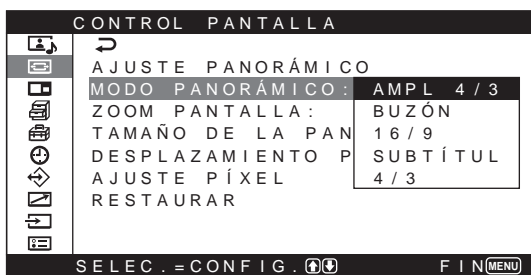 CONTROL PANTALLA
AJUSTE PANORÁMICO
MODO PANORÁMICO: AMPL 4/3
ZOOM PANTALLA: BUZÓN
TAMAÑO DE LA PAN 16/9
DESPLAZAMIENTO P SUBTÍTUL
AJUSTE PÍXEL 4/3
RESTAURAR
SELEC.=CONFIG. FIN MENU